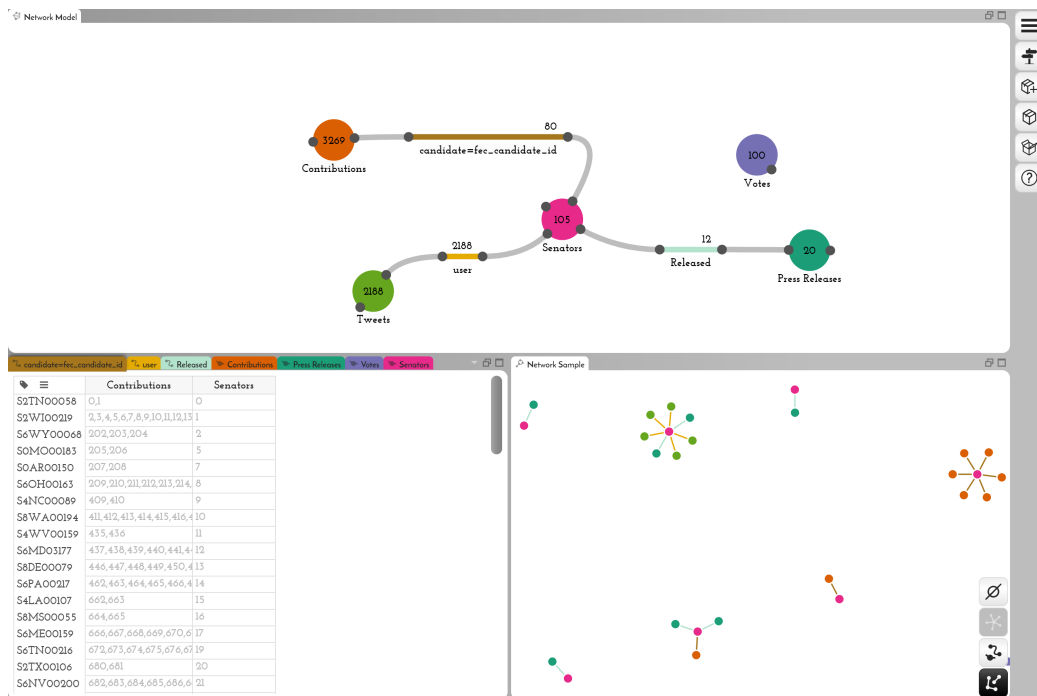 Network Model
80
3269
candidate=fec_candidate_id
Contributions
100
Votes
105
Senators
12
Released
20
Press Releases
2188
user
2188
Tweets
candidate=fec_candidate_id user Released Contributions Press Releases Votes Senators
Network Sample
Contributions Senators
S2TN00058 0,1 0
S2WI00219 2,3,4,5,6,7,8,9,10,11,12,13 1
S6WY00068 202,203,204 2
S0MO00183 205,206 5
S0AR00150 207,208 7
S6OH00163 209,210,211,212,213,214, 8
S4NC00089 409,410 9
S8WA00194 411,412,413,414,415,416,4 10
S4WV00159 435,436 11
S6MD03177 437,438,439,440,441,4 12
S8DE00079 446,447,448,449,450,4 13
S6PA00217 462,463,464,465,466,4 14
S4LA00107 662,663 15
S8MS00055 664,665 16
S6ME00159 666,667,668,669,670,67 17
S6TN00216 672,673,674,675,676,67 19
S2TX00106 680,681 20
S6NV00200 682,683,684,685,686,6 21